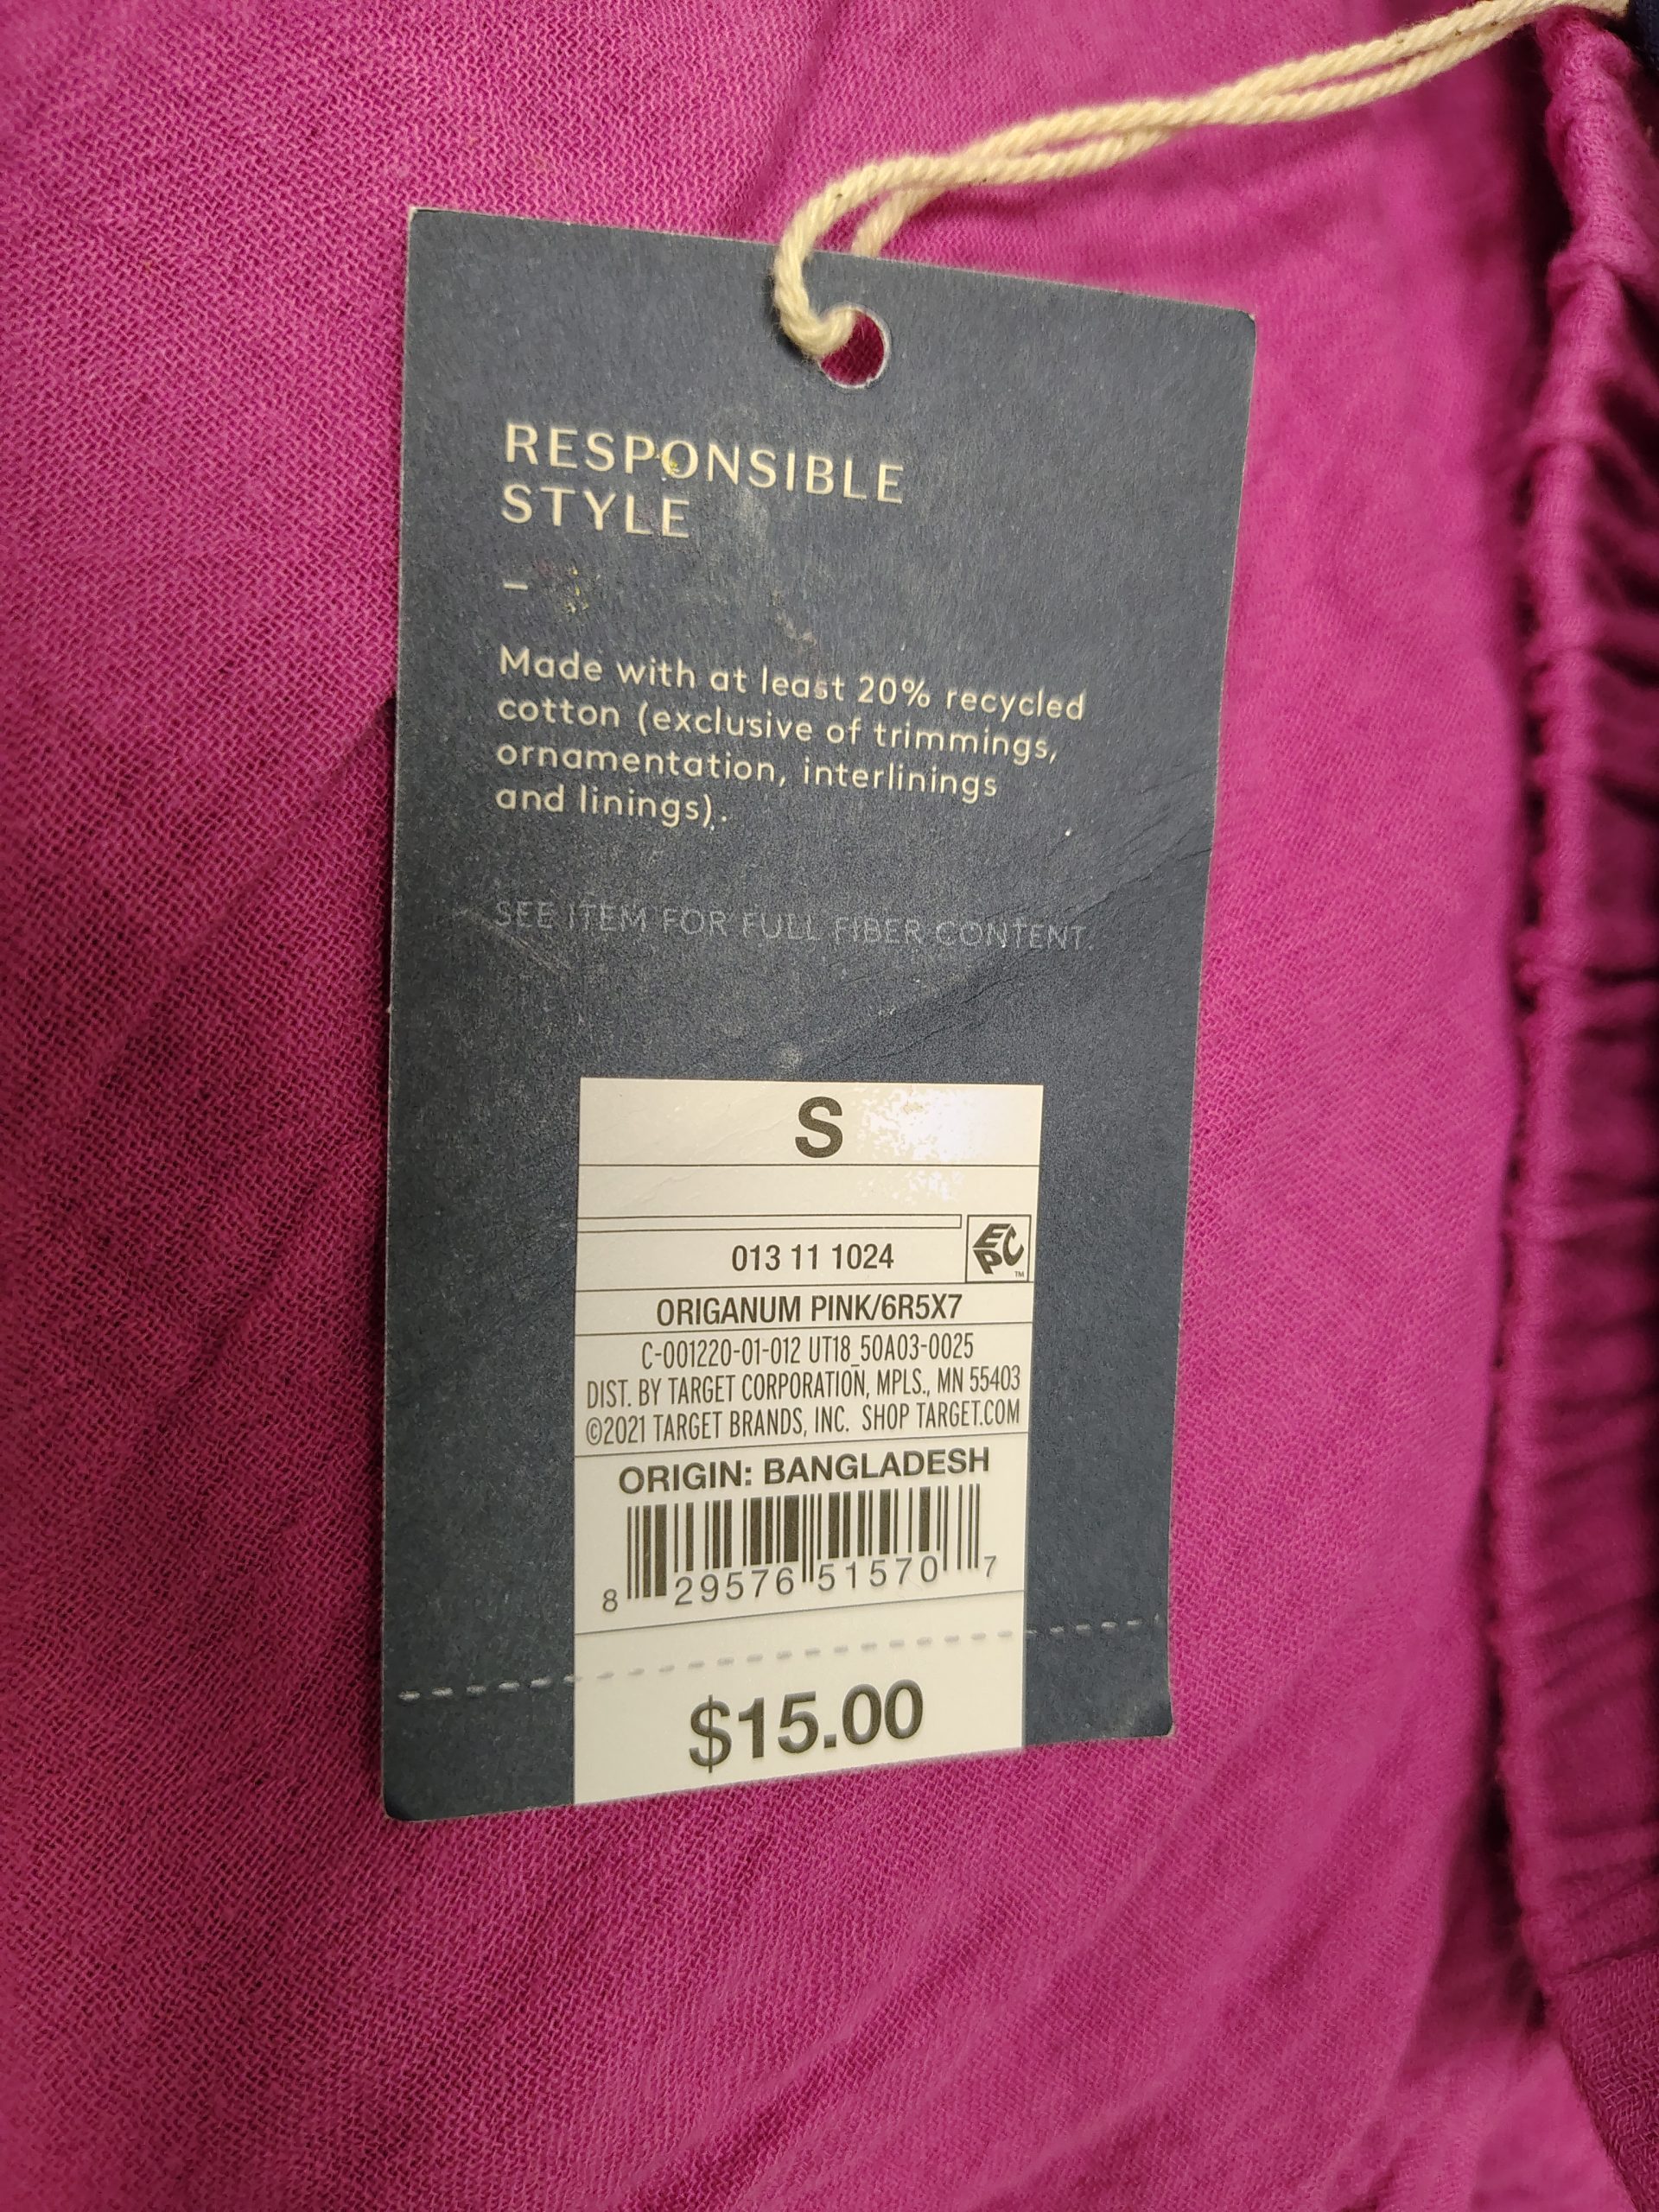 RESPONSIBLE
STYLE
–
Made with at least 20% recycled
cotton (exclusive of trimmings,
ornamentation, interlinings
and linings).
SEE ITEM FOR FULL FIBER CONTENT.
S
EPC™
013 11 1024
ORIGANUM PINK/6R5X7
C-001220-01-012 UT18_50A03-0025
DIST. BY TARGET CORPORATION, MPLS., MN 55403
©2021 TARGET BRANDS, INC. SHOP TARGET.COM
ORIGIN: BANGLADESH
8 29576 51570 7
$15.00